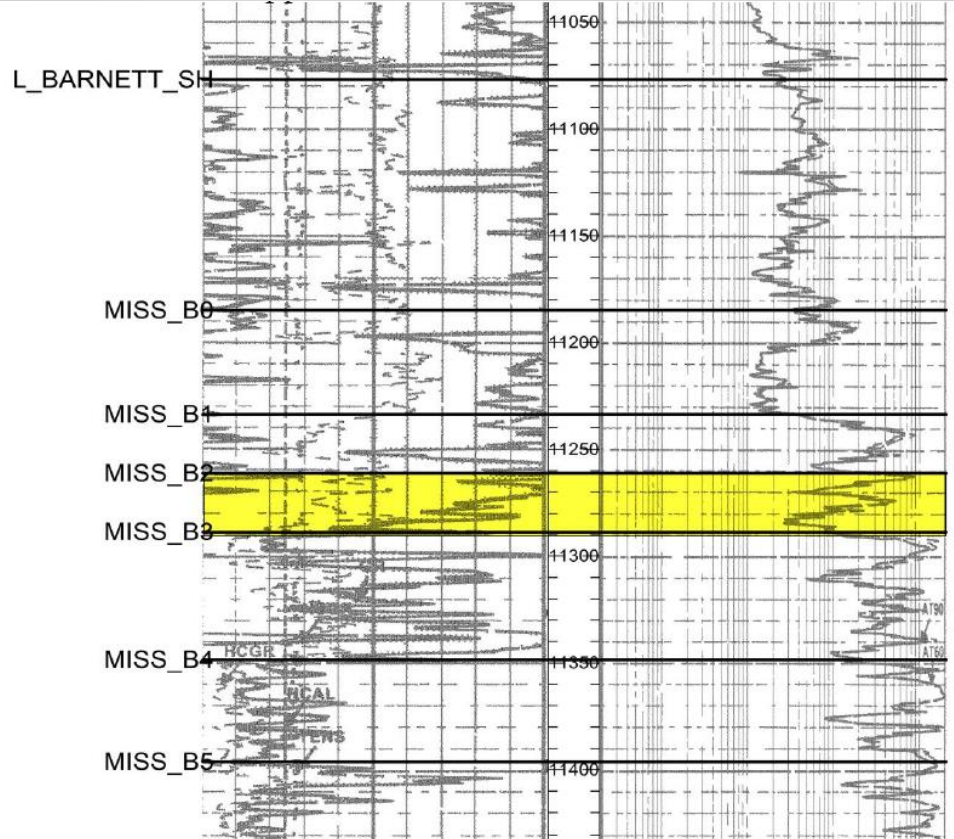 11050
L_BARNETT_SH
11100
11150
MISS_B0
11200
MISS_B1
11250
MISS_B2
MISS_B3
11300
AT90
HCGR
AT60
MISS_B4
11350
HCAL
TENS
MISS_B5
11400